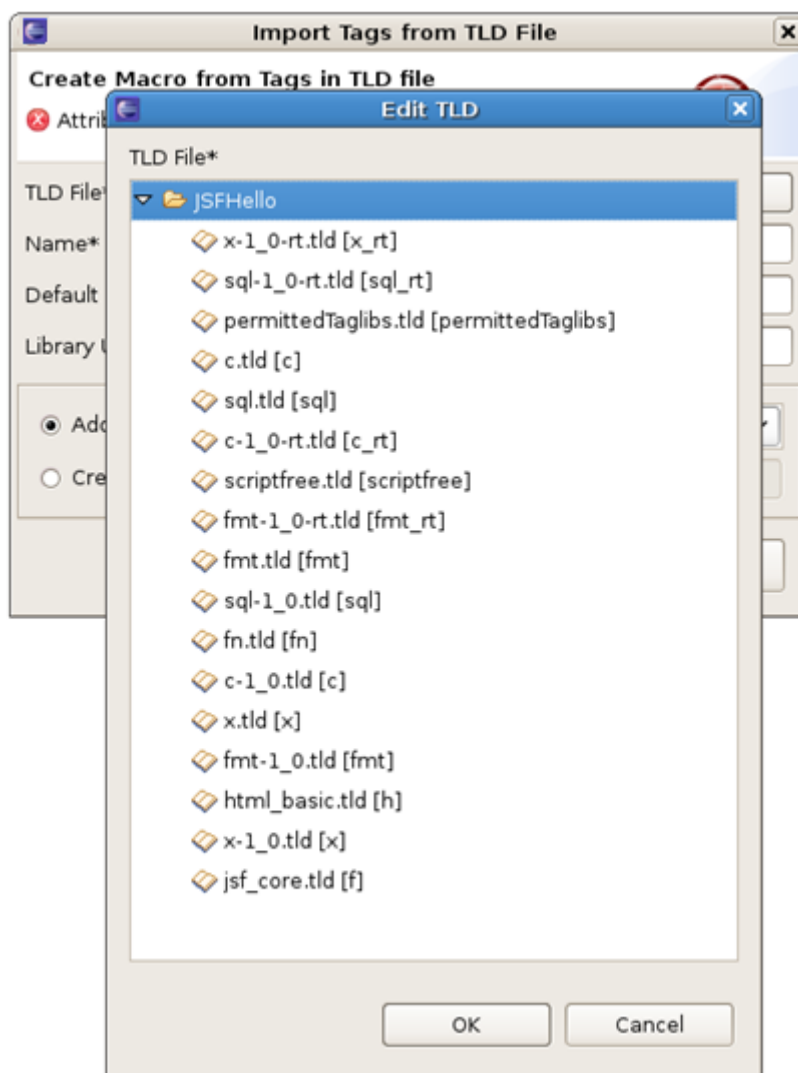 Import Tags from TLD File
Create Macro from Tags in TLD file
Edit TLD
TLD File*
TLD File*
JSFHello
x-1_0-rt.tld [x_rt]
Name*
sql-1_0-rt.tld [sql_rt]
Default
permittedTaglibs.tld [permittedTaglibs]
Library
c.tld [c]
sql.tld [sql]
c-1_0-rt.tld [c_rt]
scriptfree.tld [scriptfree]
fmt-1_0-rt.tld [fmt_rt]
fmt.tld [fmt]
sql-1_0.tld [sql]
fn.tld [fn]
c-1_0.tld [c]
x.tld [x]
fmt-1_0.tld [fmt]
html_basic.tld [h]
x-1_0.tld [x]
jsf_core.tld [f]
OK Cancel